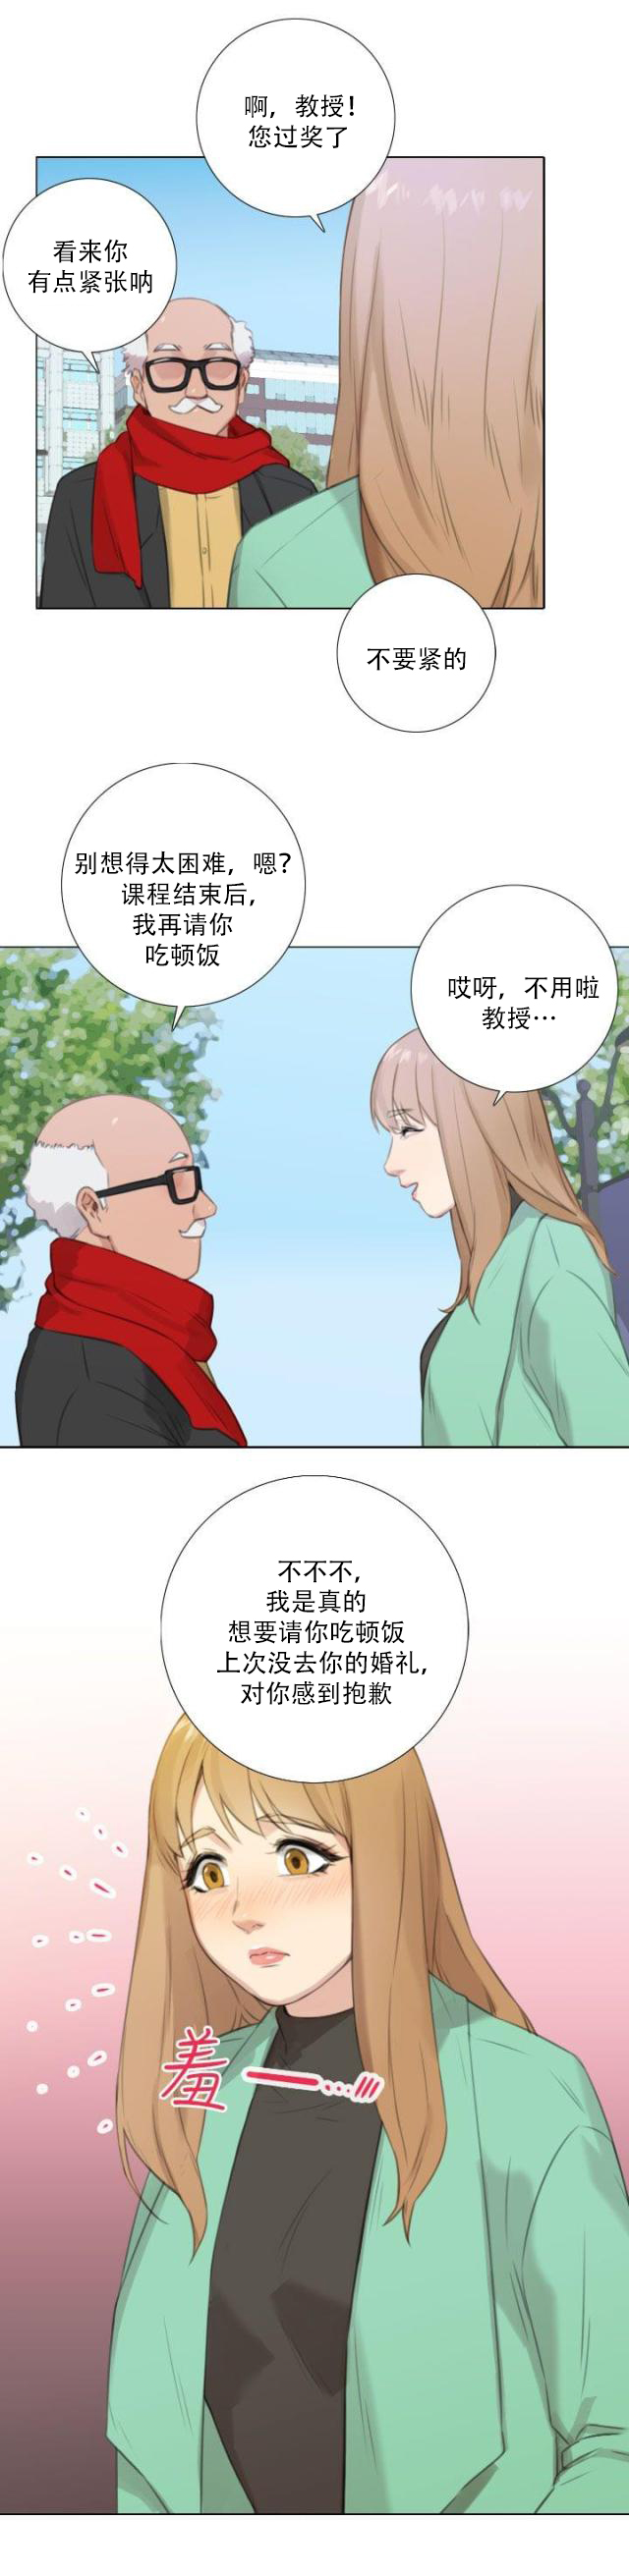 啊，教授！
您过奖了
看来你
有点紧张呐
不要紧的
别想得太困难，嗯？
课程结束后，
我再请你
吃顿饭
哎呀，不用啦
教授…
不不不，
我是真的
想要请你吃顿饭
上次没去你的婚礼，
对你感到抱歉
羞